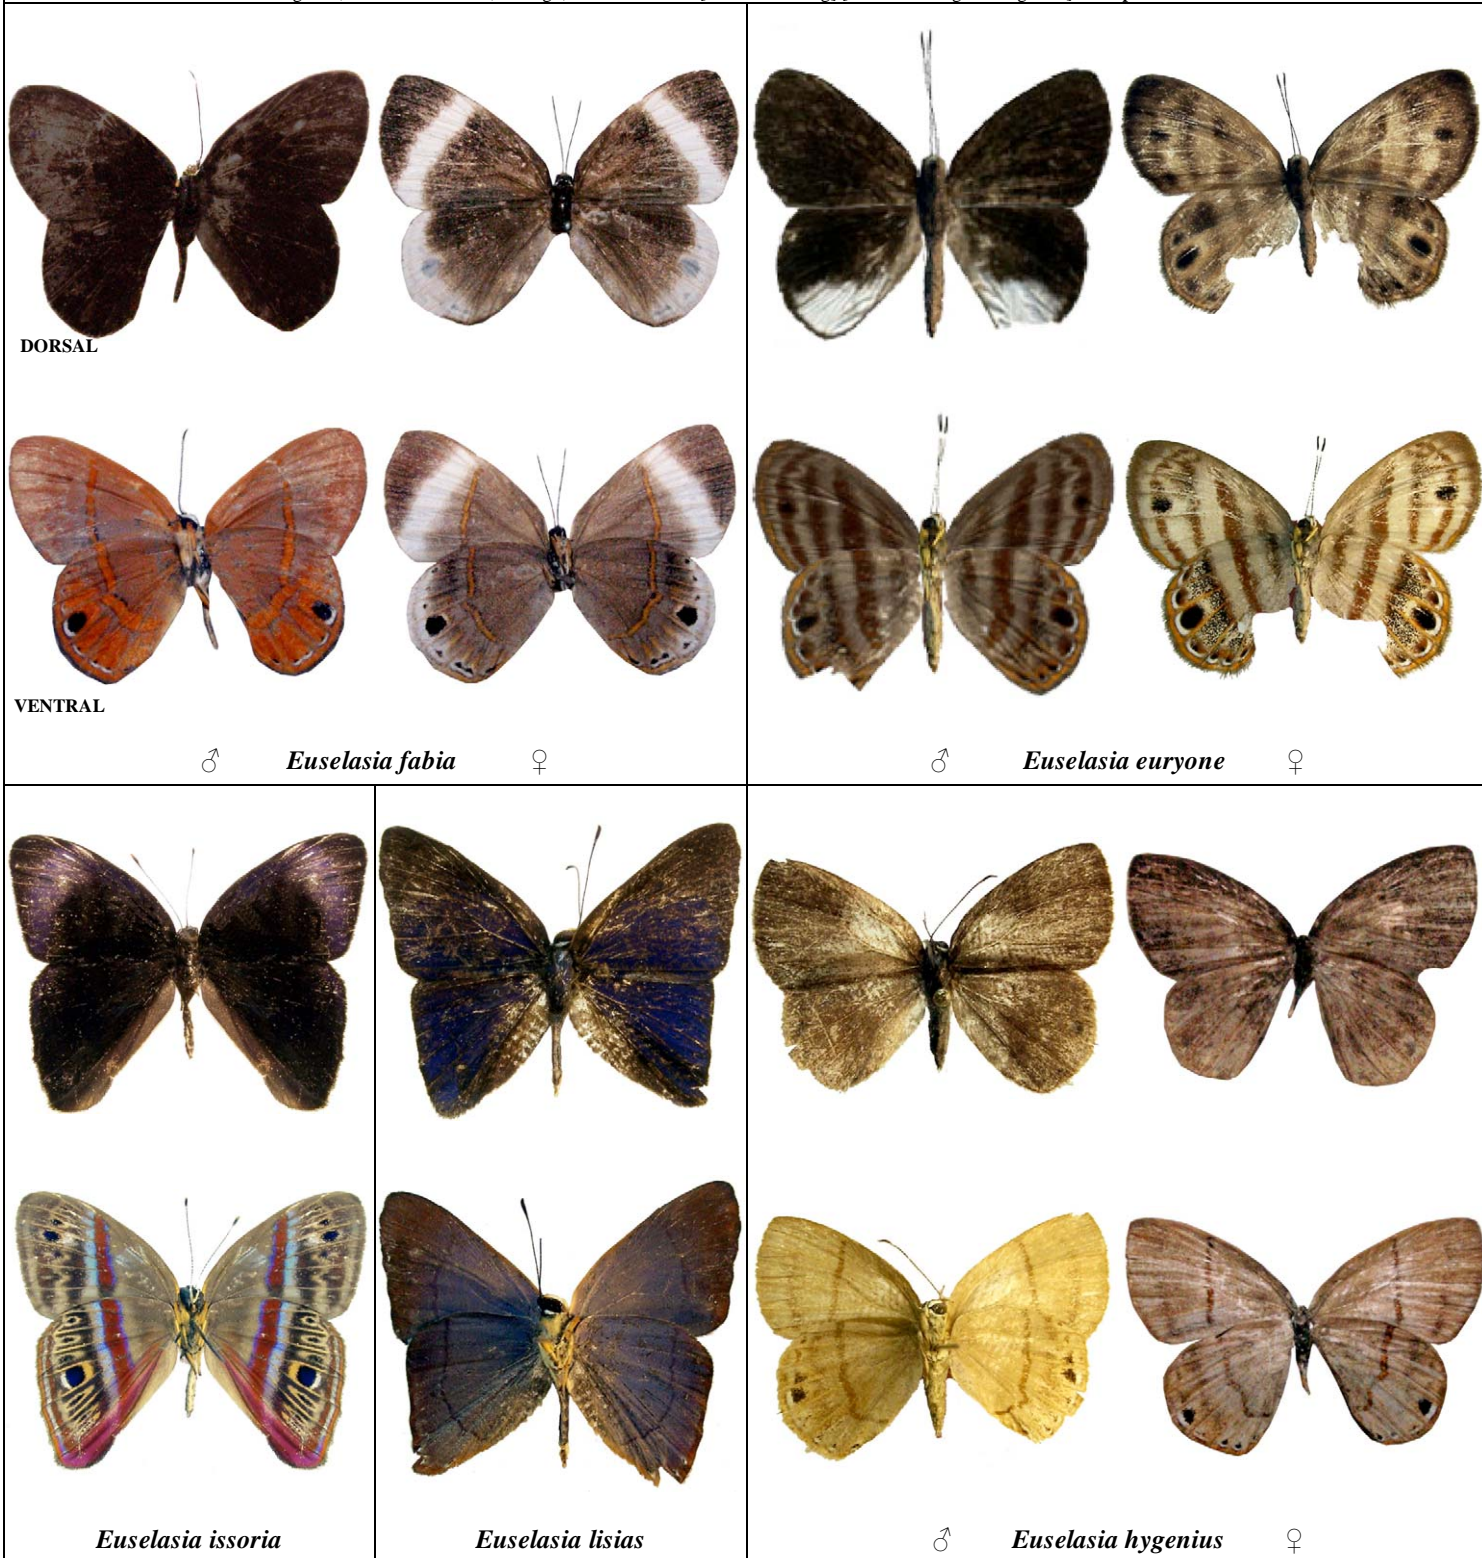 DORSAL
VENTRAL
♂ Euselasia fabia ♀
♂ Euselasia euryone ♀
Euselasia issoria
Euselasia lisias
♂ Euselasia hygenius ♀